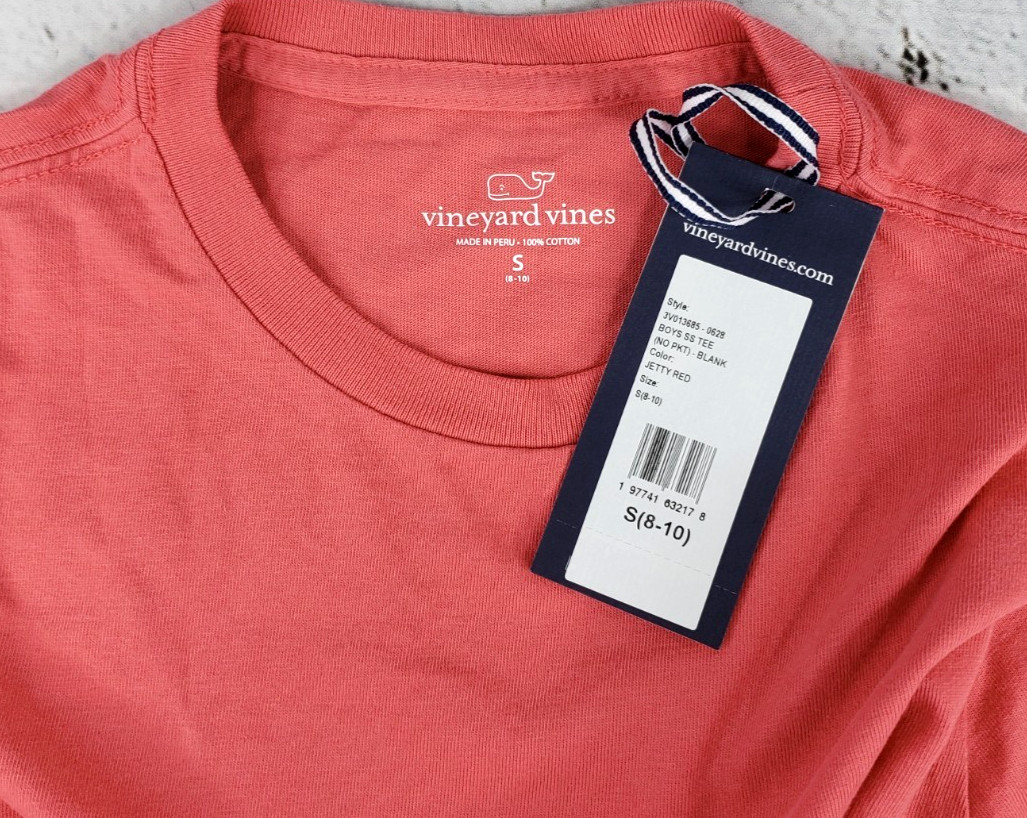 vineyard vines
MADE IN PERU • 100% COTTON
S
(8-10)
vineyardvines.com
Style:
3V013685 - 0628
BOYS SS TEE
(NO PKT) - BLANK
Color:
JETTY RED
Size:
S(8-10)
1 97741 63217 8
S(8-10)